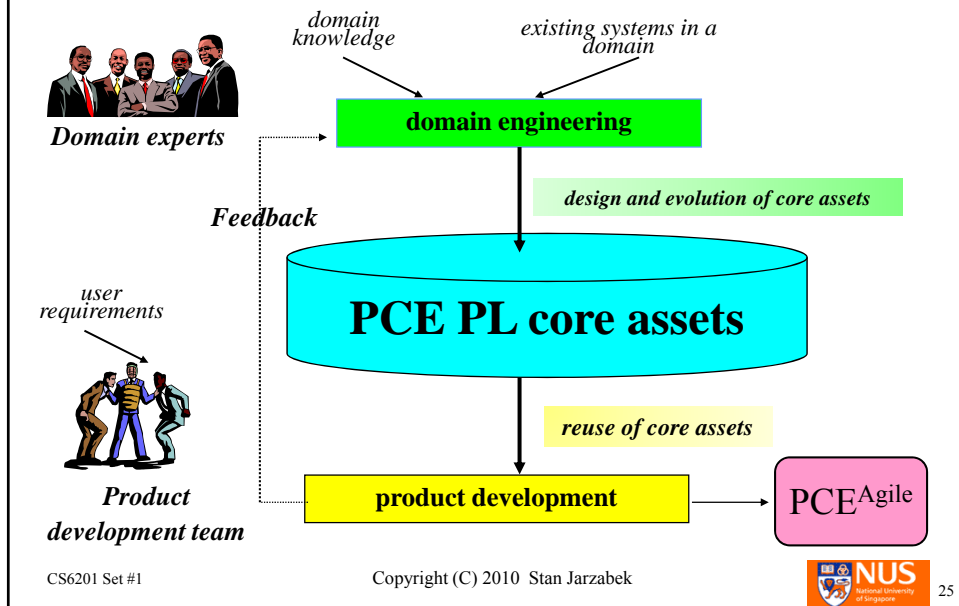 domain
knowledge
existing systems in a
domain
Domain experts
domain engineering
design and evolution of core assets
Feedback
PCE PL core assets
user
requirements
reuse of core assets
Product
development team
product development
PCE^Agile
CS6201 Set #1
Copyright (C) 2010 Stan Jarzabek
NUS
National University
of Singapore
25